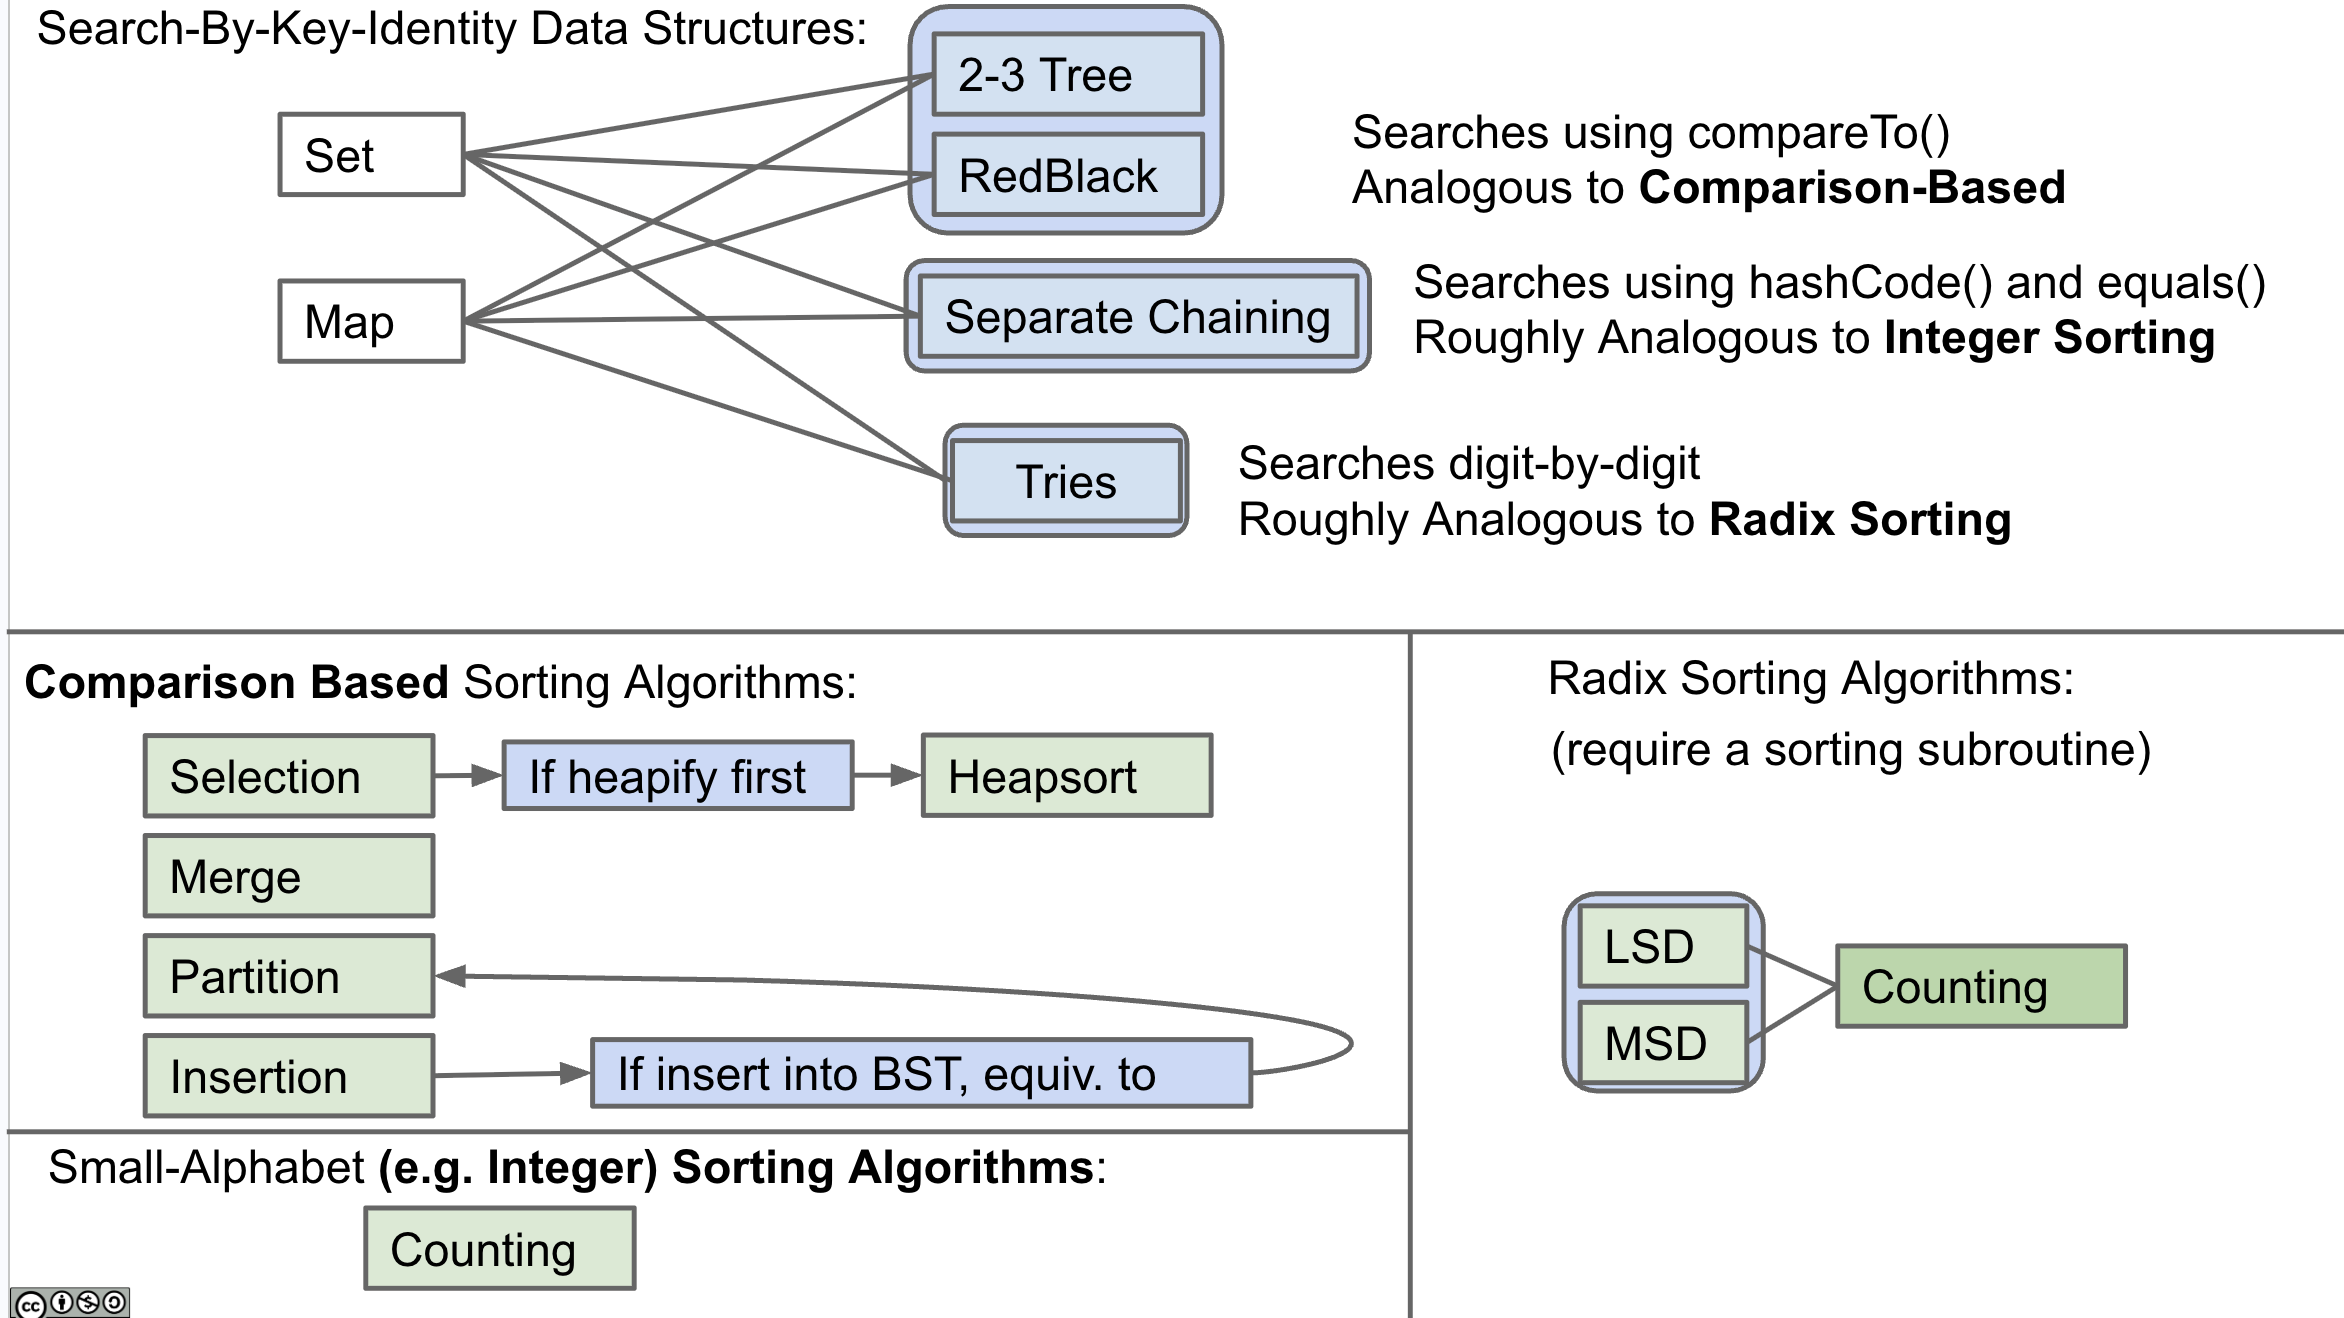 Search-By-Key-Identity Data Structures:
2-3 Tree
Set
RedBlack
Searches using compareTo()
Analogous to Comparison-Based
Map
Separate Chaining
Searches using hashCode() and equals()
Roughly Analogous to Integer Sorting
Tries
Searches digit-by-digit
Roughly Analogous to Radix Sorting
Comparison Based Sorting Algorithms:
Selection
If heapify first
Heapsort
Merge
Partition
Insertion
If insert into BST, equiv. to
Radix Sorting Algorithms:
(require a sorting subroutine)
LSD
MSD
Counting
Small-Alphabet (e.g. Integer) Sorting Algorithms:
Counting
cc